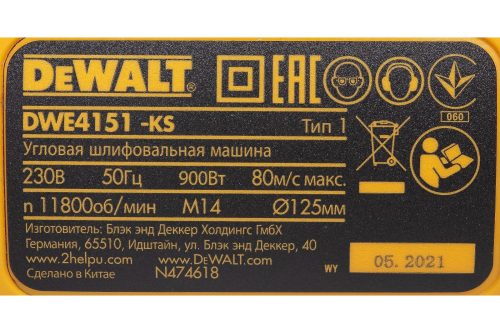 DEWALT®
EAC
DWE4151 -KS Тип 1
060
Угловая шлифовальная машина
230В 50Гц 900Вт 80м/с макс.
n 11800об/мин M14 Ø125мм
Изготовитель: Блэк энд Деккер Холдингс ГмбХ
Германия, 65510, Идштайн, ул. Блэк энд Деккер, 40
www.2helpu.com www.DEWALT.com
Сделано в Китае N474618
WY 05. 2021